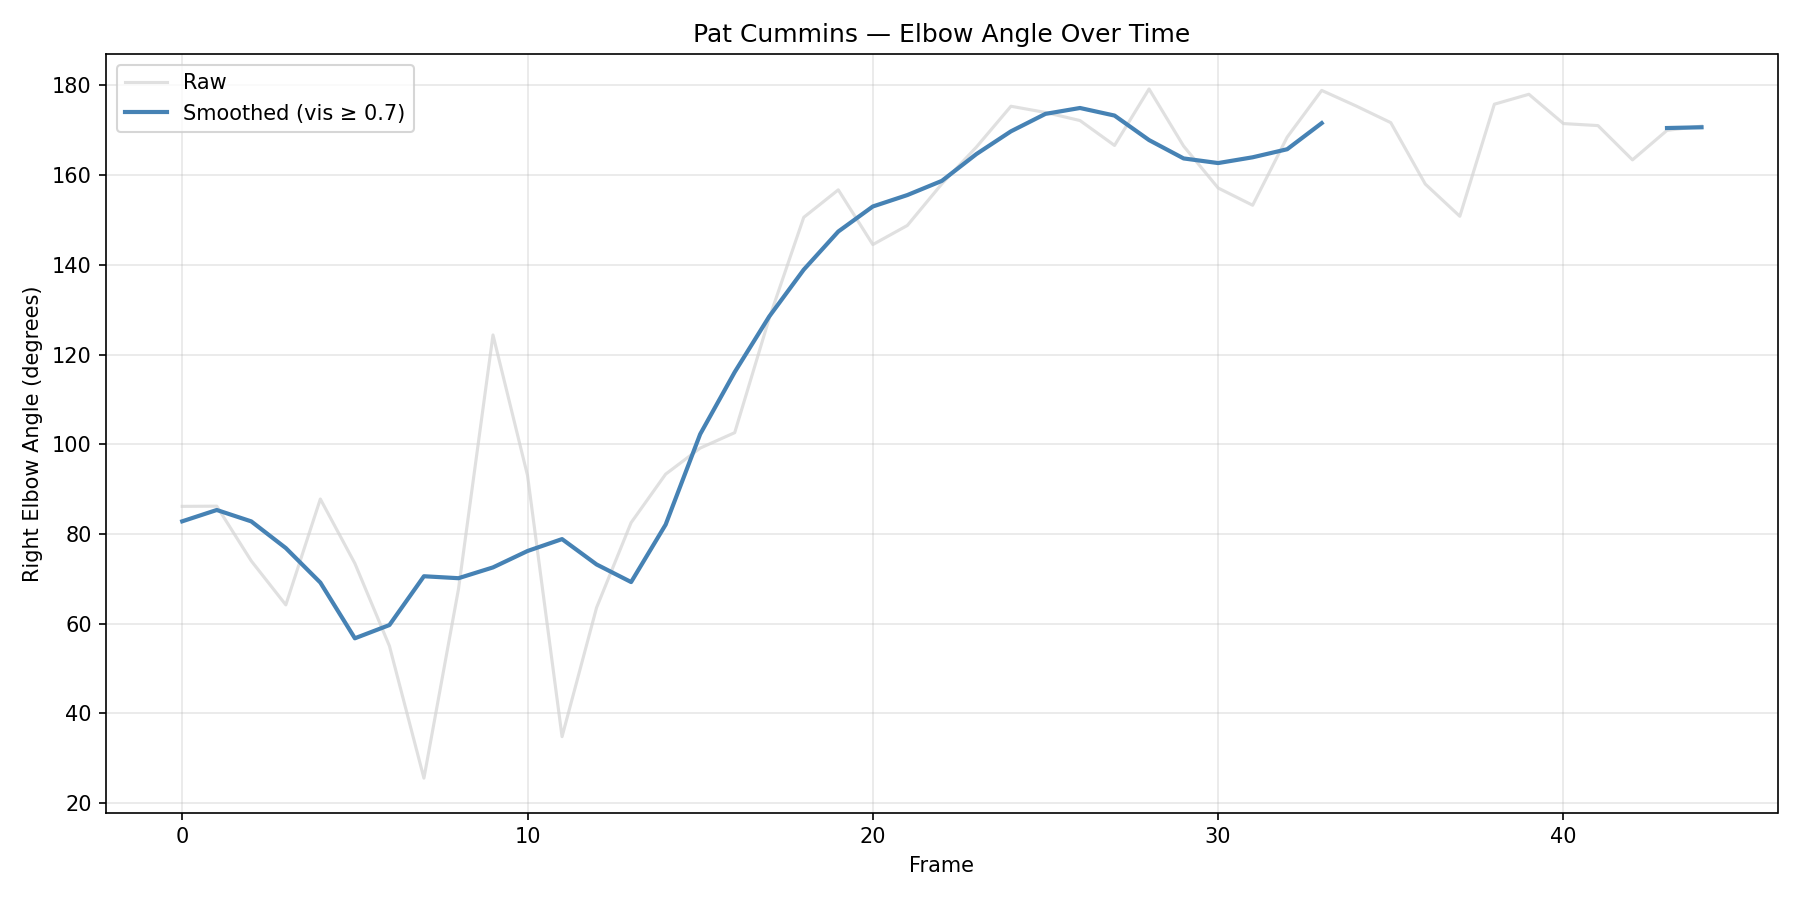 Pat Cummins — Elbow Angle Over Time
Raw
Smoothed (vis ≥ 0.7)
Right Elbow Angle (degrees)
180
160
140
120
100
80
60
40
20
0
10
20
30
40
Frame